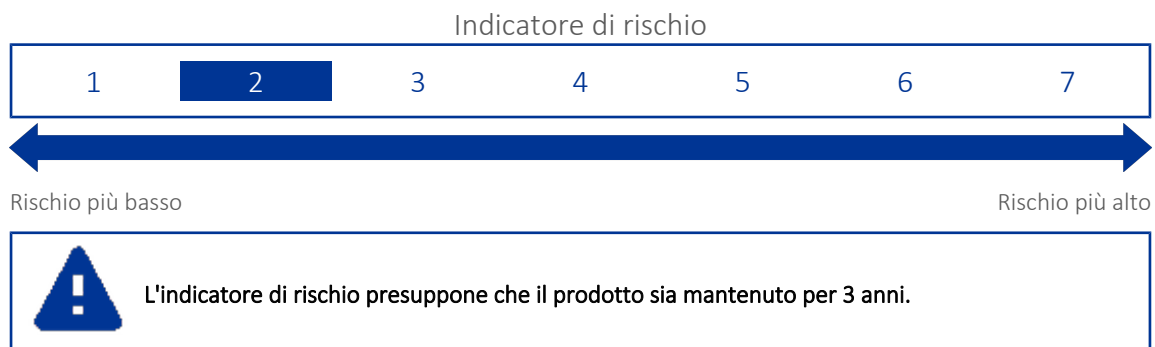 Indicatore di rischio
1 2 3 4 5 6 7
Rischio più basso Rischio più alto
L'indicatore di rischio presuppone che il prodotto sia mantenuto per 3 anni.